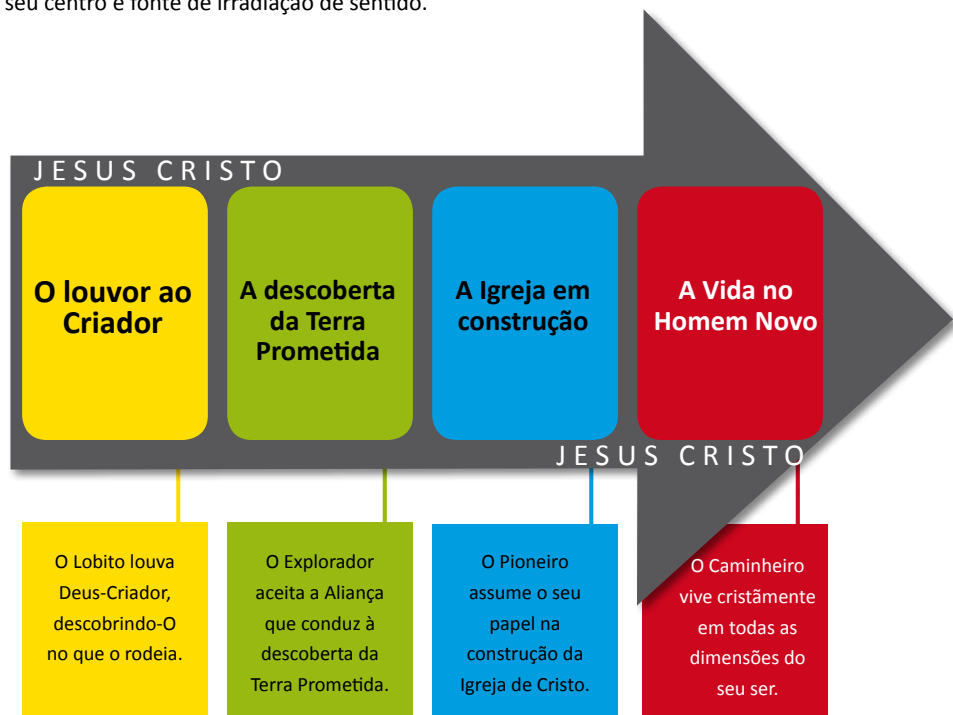 seu centro e fonte de irradiação de sentido.
JESUS CRISTO
O louvor ao
Criador
A descoberta
da Terra
Prometida
A Igreja em
construção
A Vida no
Homem Novo
JESUS CRISTO
O Lobito louva
Deus-Criador,
descobrindo-O
no que o rodeia.
O Explorador
aceita a Aliança
que conduz à
descoberta da
Terra Prometida.
O Pioneiro
assume o seu
papel na
construção da
Igreja de Cristo.
O Caminheiro
vive cristãmente
em todas as
dimensões do
seu ser.